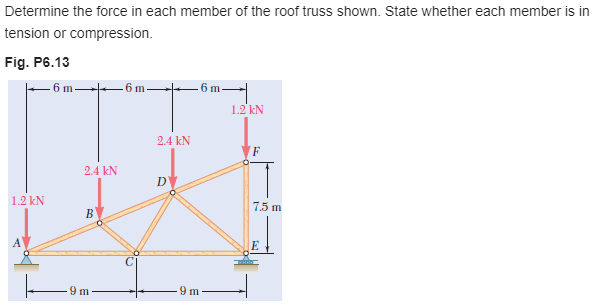 Determine the force in each member of the roof truss shown. State whether each member is in
tension or compression.
Fig. P6.13
6 m 6 m 6 m
1.2 kN
2.4 kN
F
2.4 kN
D
1.2 kN
7.5 m
B
A
E
C
9 m 9 m